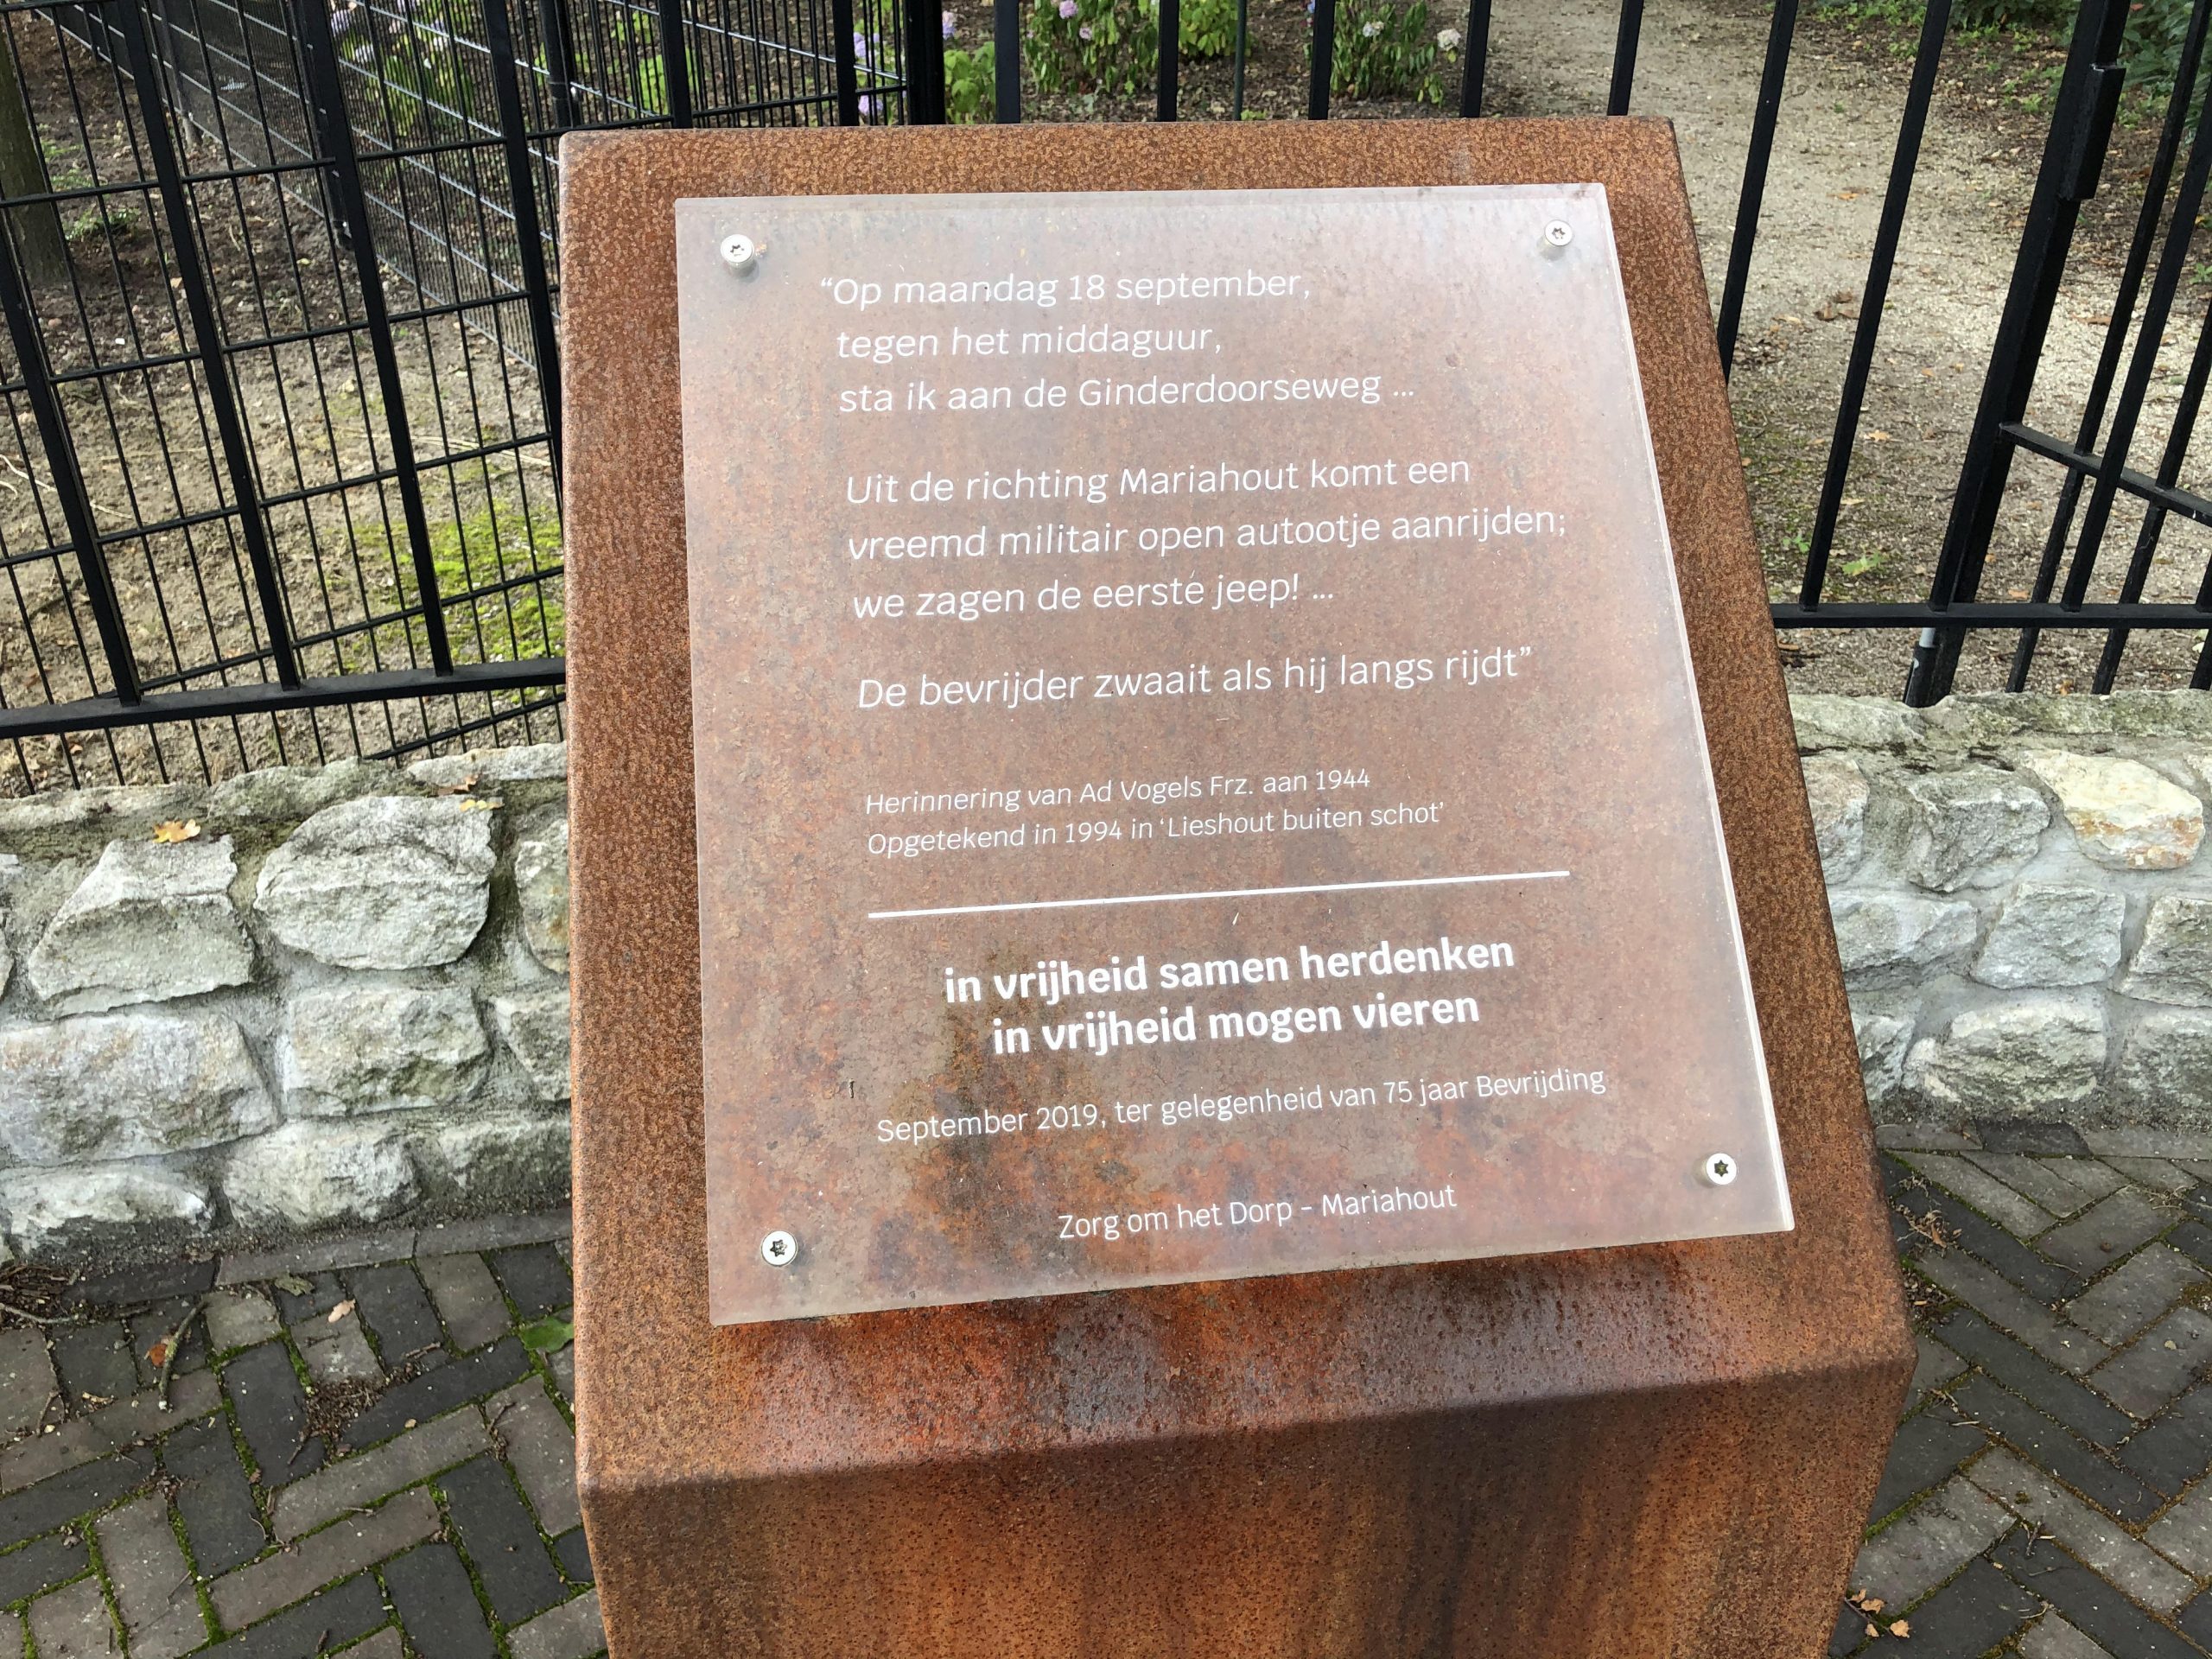 “Op maandag 18 september,
tegen het middaguur,
sta ik aan de Ginderdoorseweg ...
Uit de richting Mariahout komt een
vreemd militair open autootje aanrijden;
we zagen de eerste jeep! ...
De bevrijder zwaait als hij langs rijdt”
Herinnering van Ad Vogels Frz. aan 1944
Opgetekend in 1994 in ‘Lieshout buiten schot’
in vrijheid samen herdenken
in vrijheid mogen vieren
September 2019, ter gelegenheid van 75 jaar Bevrijding
Zorg om het Dorp - Mariahout